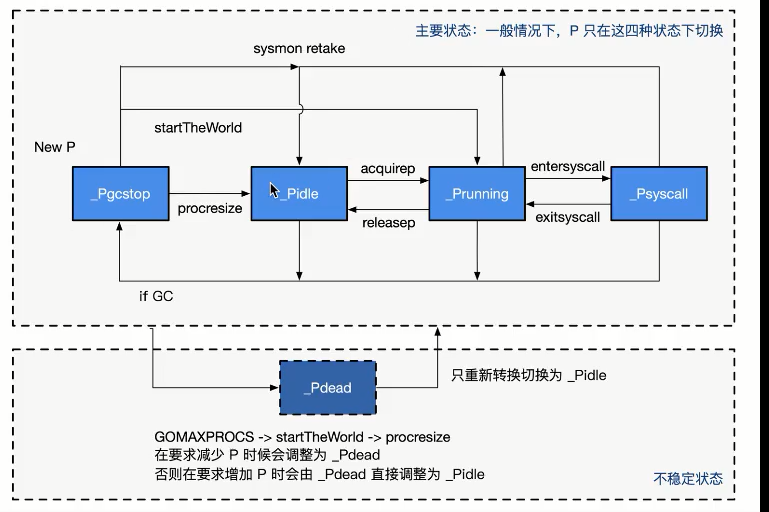 主要状态：一般情况下，P 只在这四种状态下切换
sysmon retake
startTheWorld
New P
_Pgcstop
procresize
_Pidle
acquirep
releasep
_Prunning
entersyscall
exitsyscall
_Psyscall
if GC
_Pdead
只重新转换切换为 _Pidle
GOMAXPROCS -> startTheWorld -> procresize
在要求减少 P 时候会调整为 _Pdead
否则在要求增加 P 时会由 _Pdead 直接调整为 _Pidle
不稳定状态